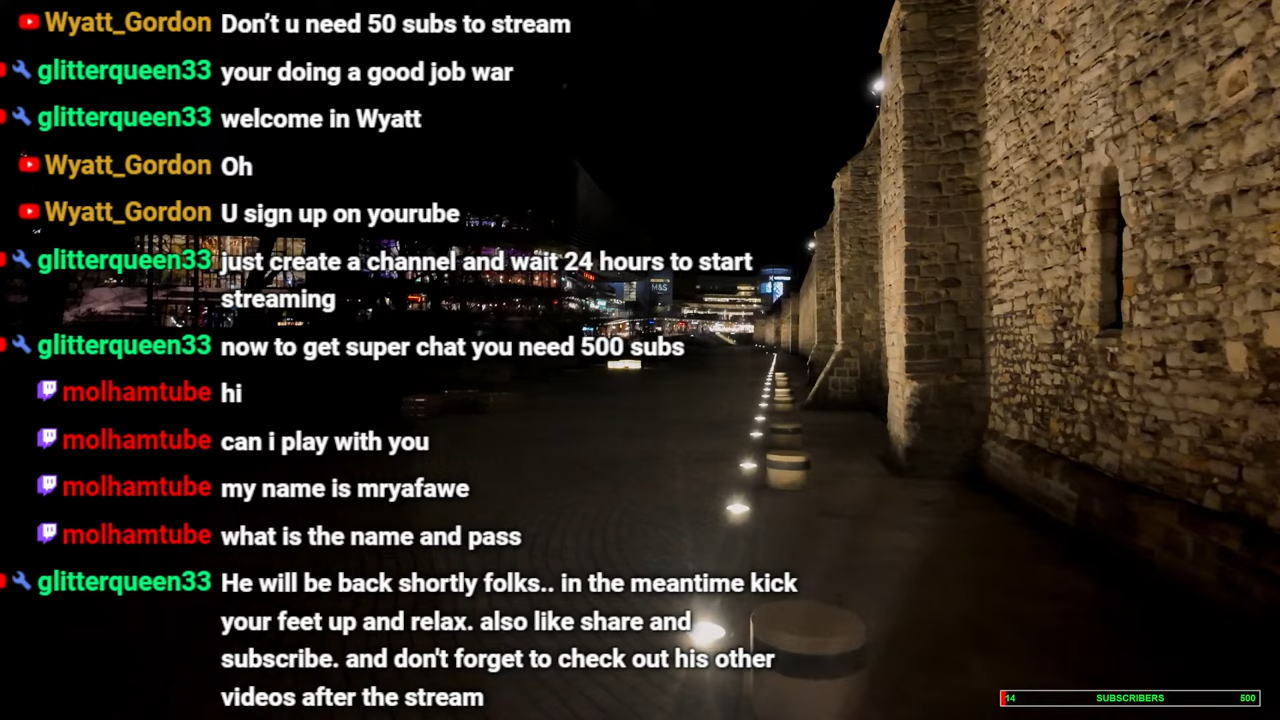 Wyatt_Gordon Don't u need 50 subs to stream
glitterqueen33 your doing a good job war
glitterqueen33 welcome in Wyatt
Wyatt_Gordon Oh
Wyatt_Gordon U sign up on yourube
glitterqueen33 just create a channel and wait 24 hours to start
streaming
M&S
glitterqueen33 now to get super chat you need 500 subs
molhamtube hi
molhamtube can i play with you
molhamtube my name is mryafawe
molhamtube what is the name and pass
glitterqueen33 He will be back shortly folks.. in the meantime kick
your feet up and relax. also like share and
subscribe. and don't forget to check out his other
videos after the stream
14 SUBSCRIBERS 500